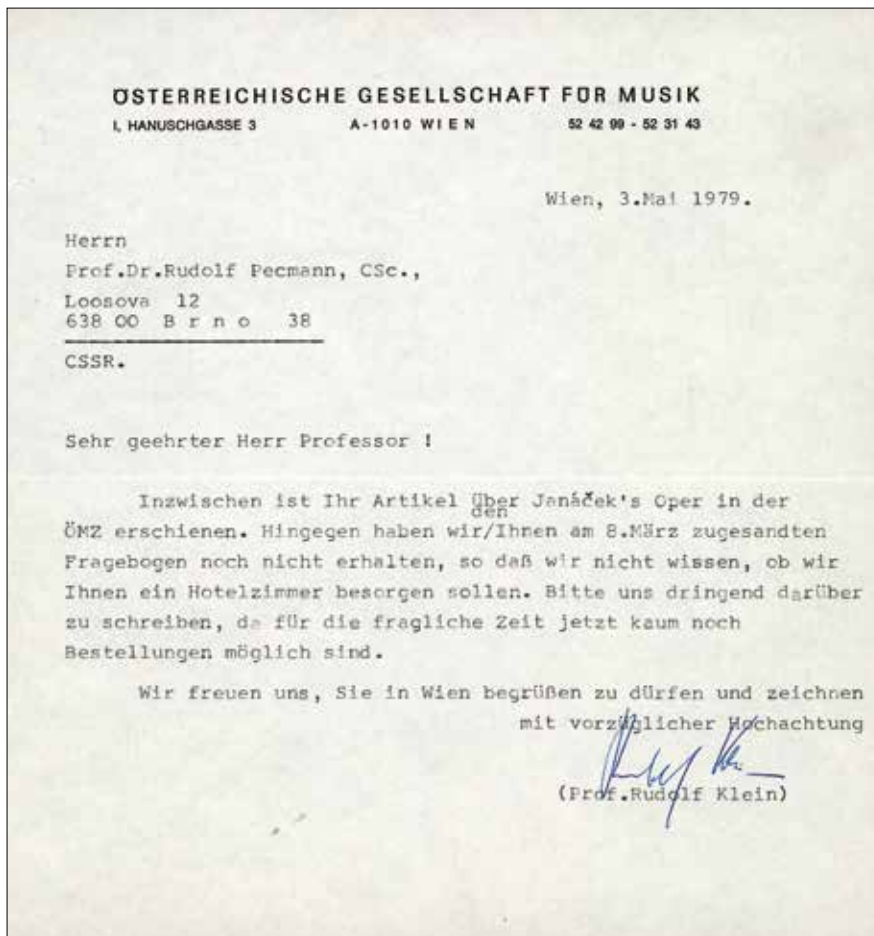 ÖSTERREICHISCHE GESELLSCHAFT FÜR MUSIK
I, HANUSCHGASSE 3 A-1010 WIEN 52 42 99 - 52 31 43
Wien, 3.Mai 1979.
Herrn
Prof.Dr.Rudolf Pecmann, CSc.,
Loosova 12
638 00 B r n o 38
CSSR.
Sehr geehrter Herr Professor !
Inzwischen ist Ihr Artikel über Janáček's Oper in der
den
ÖMZ erschienen. Hingegen haben wir/Ihnen am 8.März zugesandten
Fragebogen noch nicht erhalten, so daß wir nicht wissen, ob wir
Ihnen ein Hotelzimmer besorgen sollen. Bitte uns dringend darüber
zu schreiben, da für die fragliche Zeit jetzt kaum noch
Bestellungen möglich sind.
Wir freuen uns, Sie in Wien begrüßen zu dürfen und zeichnen
mit vorzüglicher Hochachtung
(Prof.Rudolf Klein)